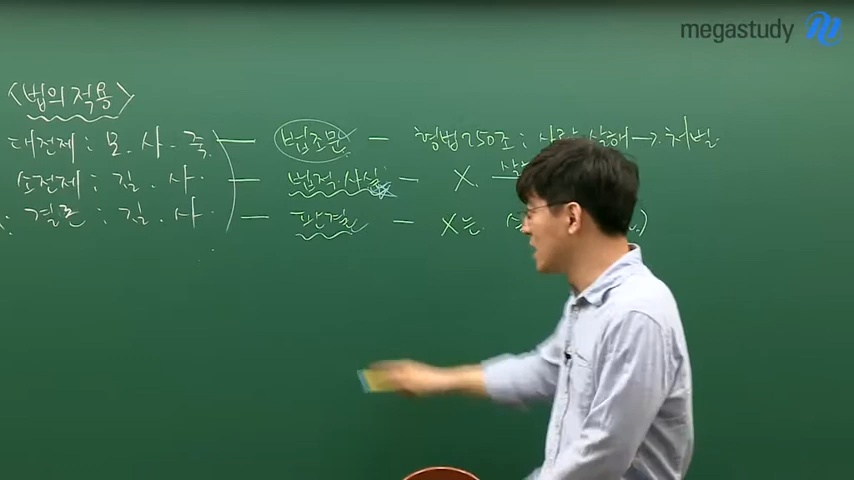 megastudy
<법의 적용>
대전제 : 모. 사. 죽. — 법조문 — 형법250조 : 사람 살해 → 처벌
소전제 : 김. 사. — 법적.사실 — X.
∴ 결론 : 김. 사. — 판결 — X는